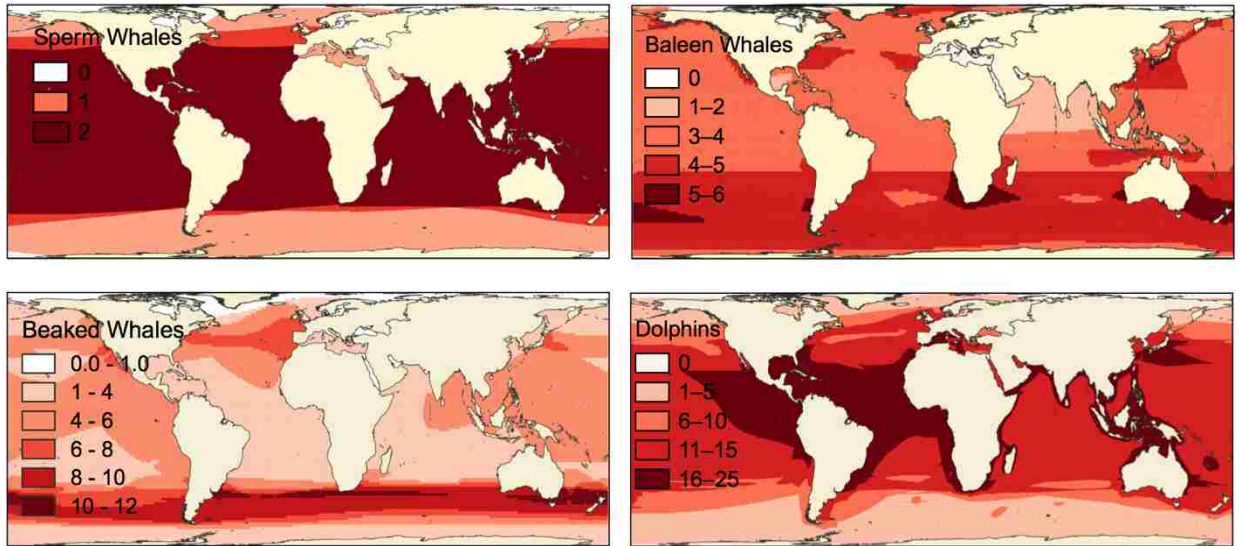 Sperm Whales
0
1
2
Baleen Whales
0
1–2
3–4
4–5
5–6
Beaked Whales
0.0 - 1.0
1 - 4
4 - 6
6 - 8
8 - 10
10 - 12
Dolphins
0
1–5
6–10
11–15
16–25